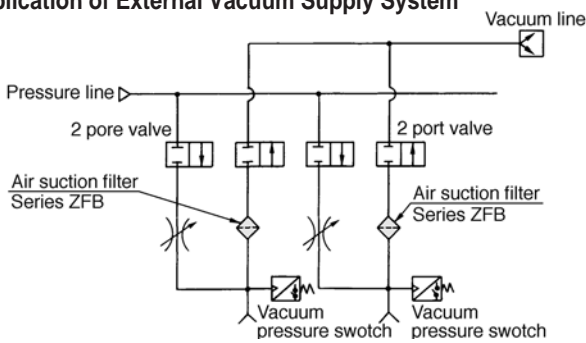 plication of External Vacuum Supply System
Vacuum line
Pressure line
2 pore valve
2 port valve
Air suction filter
Series ZFB
Air suction filter
Series ZFB
Vacuum
pressure swotch
Vacuum
pressure swotch